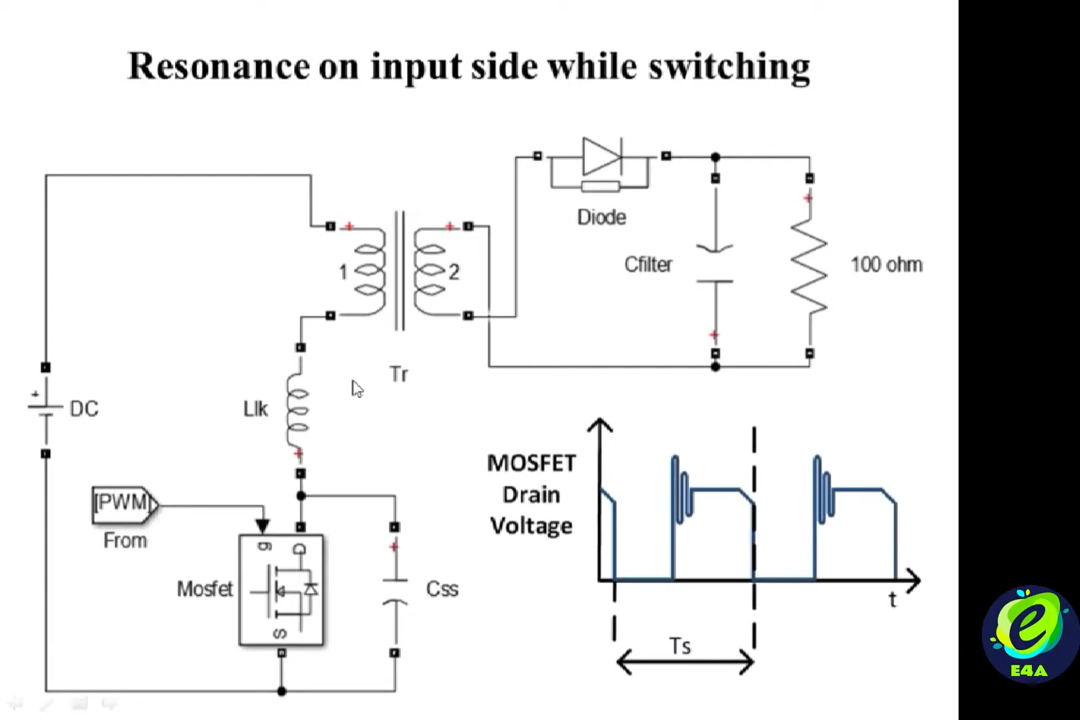 Resonance on input side while switching
Diode
1
2
Cfilter
100 ohm
Tr
DC
Llk
[PWM]
From
g
D
S
Mosfet
Css
MOSFET
Drain
Voltage
t
Ts
e
E4A